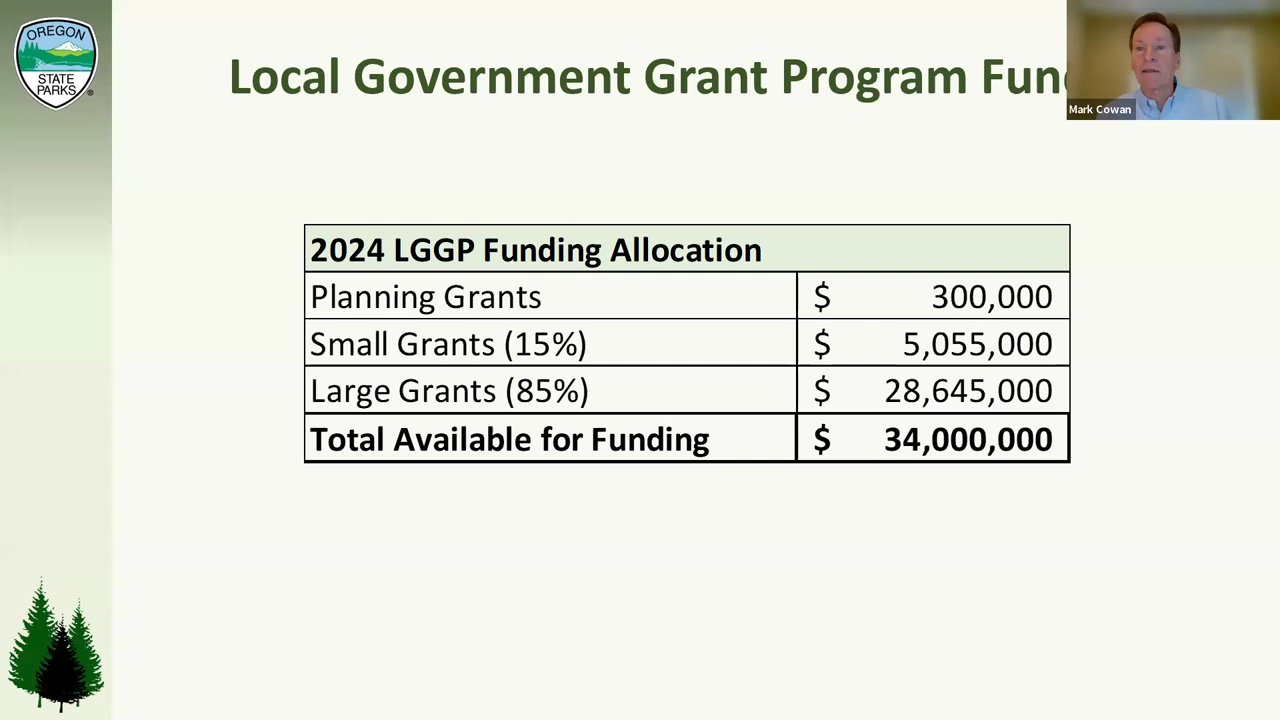 OREGON
STATE
PARKS
Local Government Grant Program
Mark Cowan
2024 LGGP Funding Allocation
Planning Grants $ 300,000
Small Grants (15%) $ 5,055,000
Large Grants (85%) $ 28,645,000
Total Available for Funding $ 34,000,000